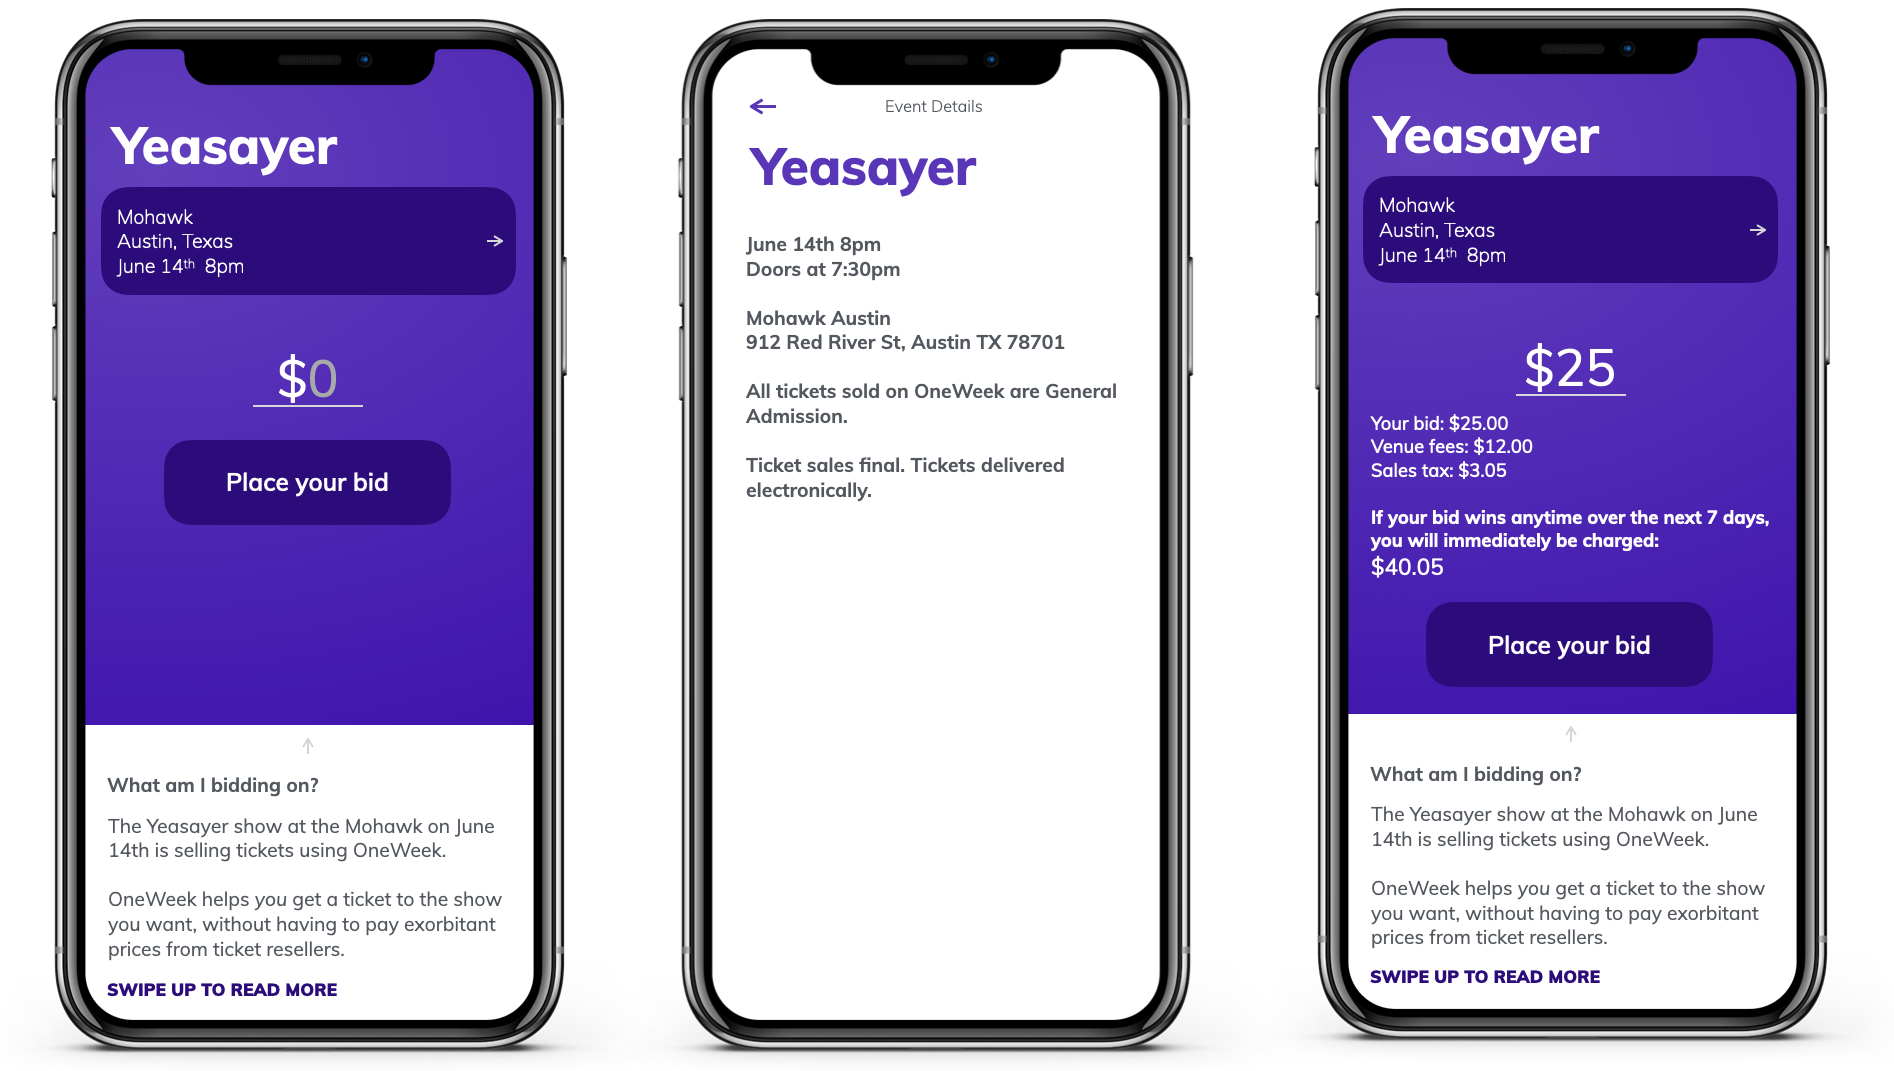 Yeasayer
Mohawk
Austin, Texas
June 14th 8pm
$0
Place your bid
What am I bidding on?
The Yeasayer show at the Mohawk on June
14th is selling tickets using OneWeek.
OneWeek helps you get a ticket to the show
you want, without having to pay exorbitant
prices from ticket resellers.
SWIPE UP TO READ MORE
Event Details
Yeasayer
June 14th 8pm
Doors at 7:30pm
Mohawk Austin
912 Red River St, Austin TX 78701
All tickets sold on OneWeek are General
Admission.
Ticket sales final. Tickets delivered
electronically.
Yeasayer
Mohawk
Austin, Texas
June 14th 8pm
$25
Your bid: $25.00
Venue fees: $12.00
Sales tax: $3.05
If your bid wins anytime over the next 7 days,
you will immediately be charged:
$40.05
Place your bid
What am I bidding on?
The Yeasayer show at the Mohawk on June
14th is selling tickets using OneWeek.
OneWeek helps you get a ticket to the show
you want, without having to pay exorbitant
prices from ticket resellers.
SWIPE UP TO READ MORE